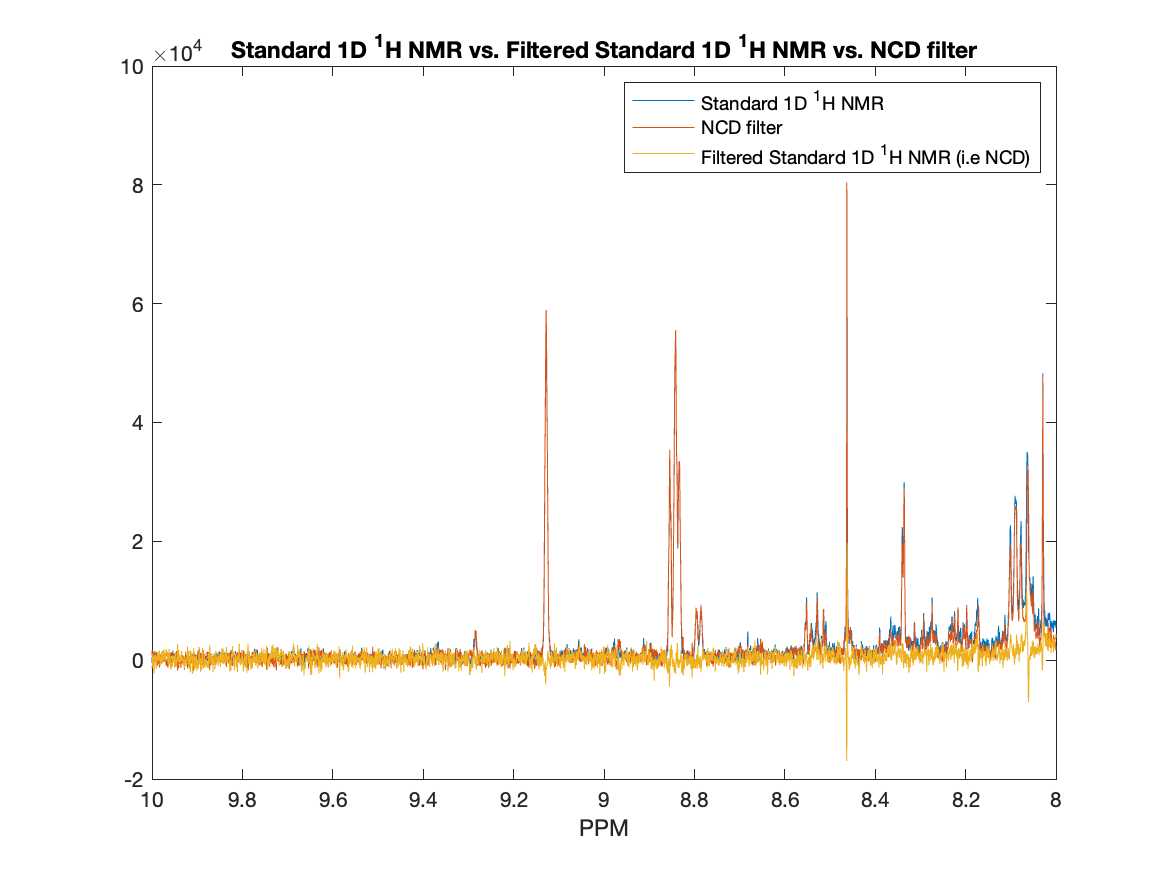 ×10⁴
Standard 1D ¹H NMR vs. Filtered Standard 1D ¹H NMR vs. NCD filter
Standard 1D ¹H NMR
NCD filter
Filtered Standard 1D ¹H NMR (i.e NCD)
10
8
6
4
2
0
-2
10 9.8 9.6 9.4 9.2 9 8.8 8.6 8.4 8.2 8
PPM